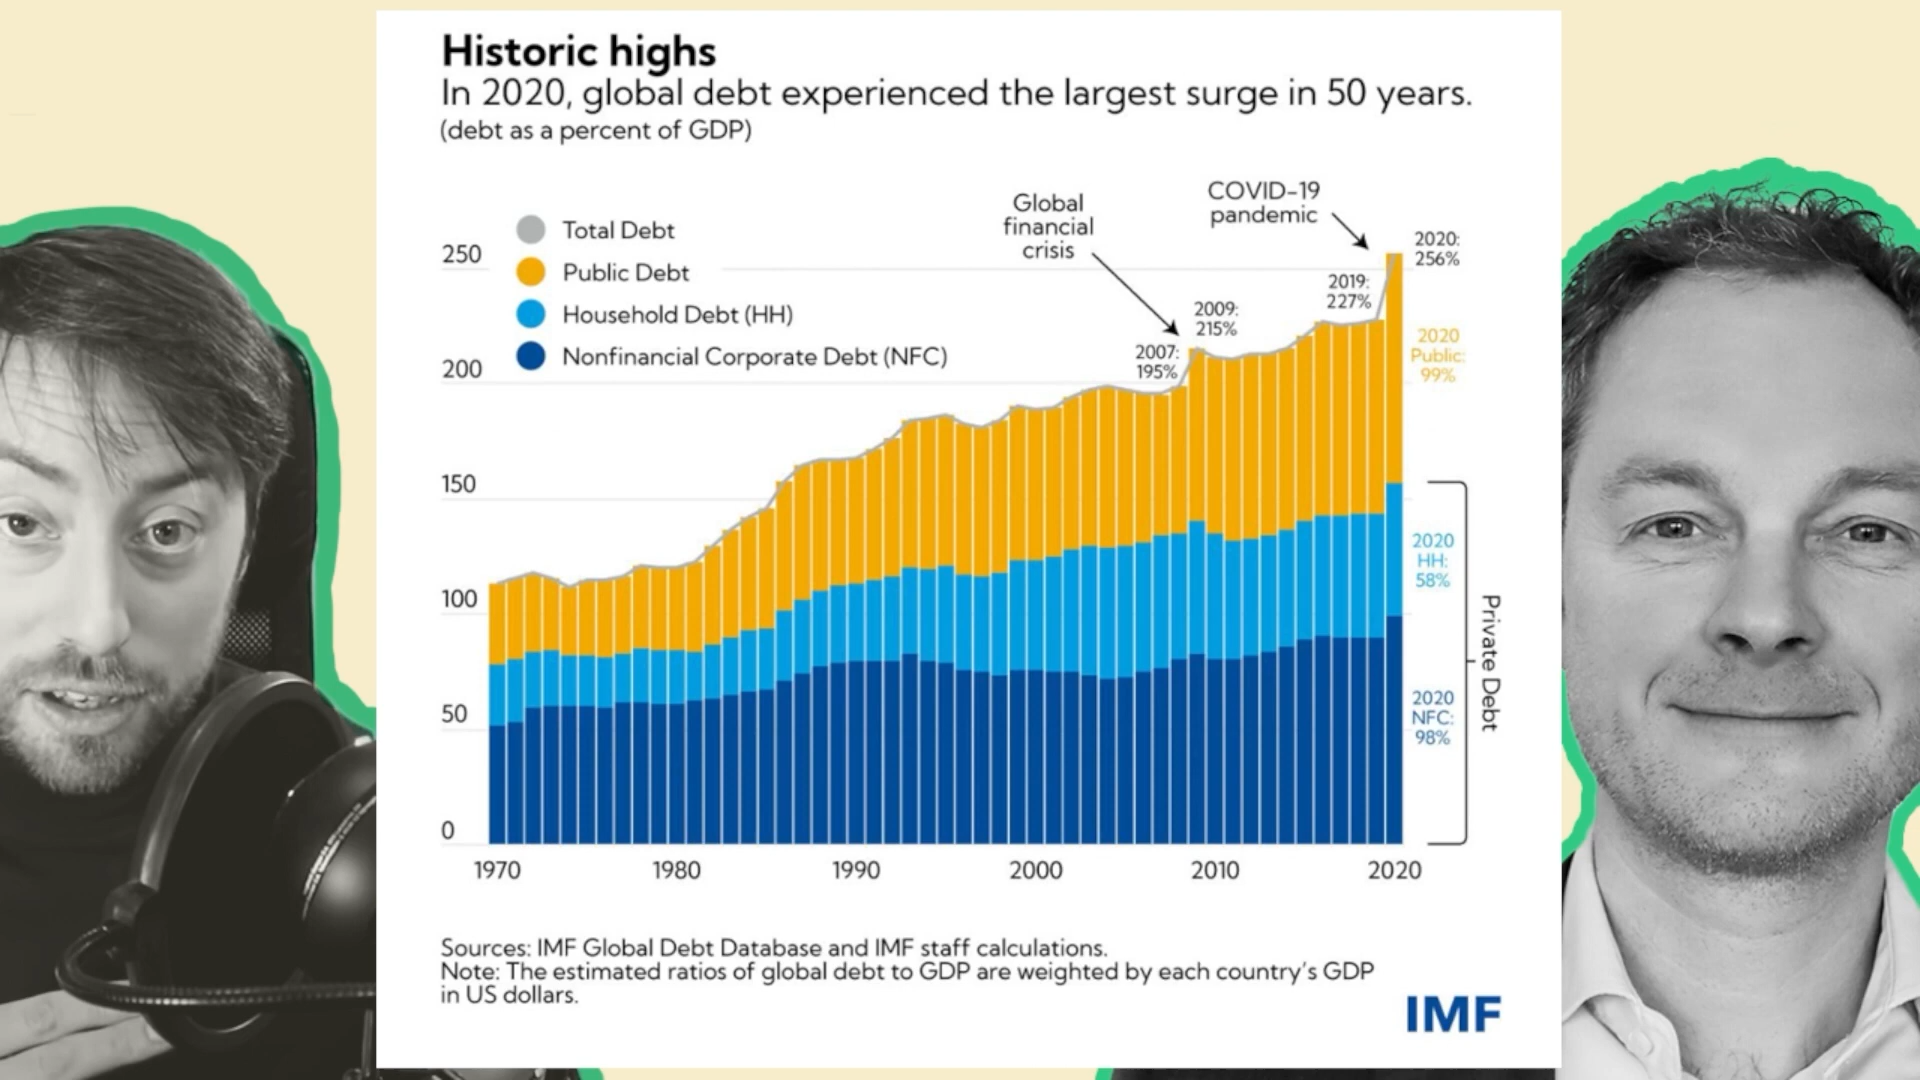 Historic highs
In 2020, global debt experienced the largest surge in 50 years.
(debt as a percent of GDP)
Total Debt
Public Debt
Household Debt (HH)
Nonfinancial Corporate Debt (NFC)
Global
financial
crisis
COVID-19
pandemic
2007:
195%
2009:
215%
2019:
227%
2020:
256%
2020
Public:
99%
2020
HH:
58%
2020
NFC:
98%
Private Debt
250
200
150
100
50
0
1970
1980
1990
2000
2010
2020
Sources: IMF Global Debt Database and IMF staff calculations.
Note: The estimated ratios of global debt to GDP are weighted by each country's GDP
in US dollars.
IMF